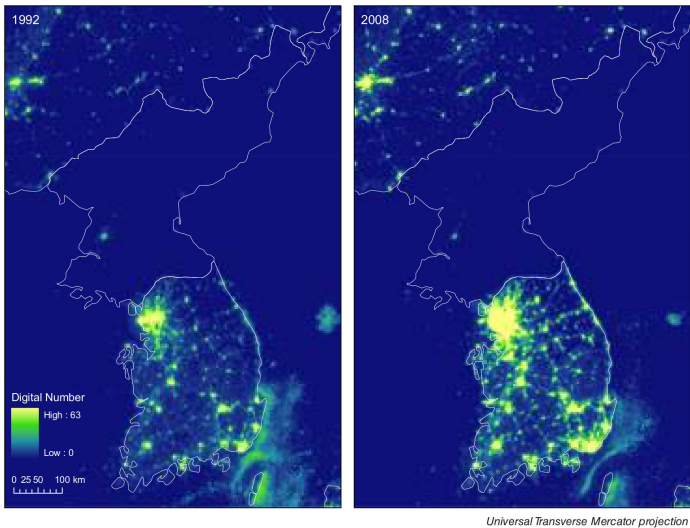 1992
2008
Digital Number
High : 63
Low : 0
0 25 50 100 km
Universal Transverse Mercator projection